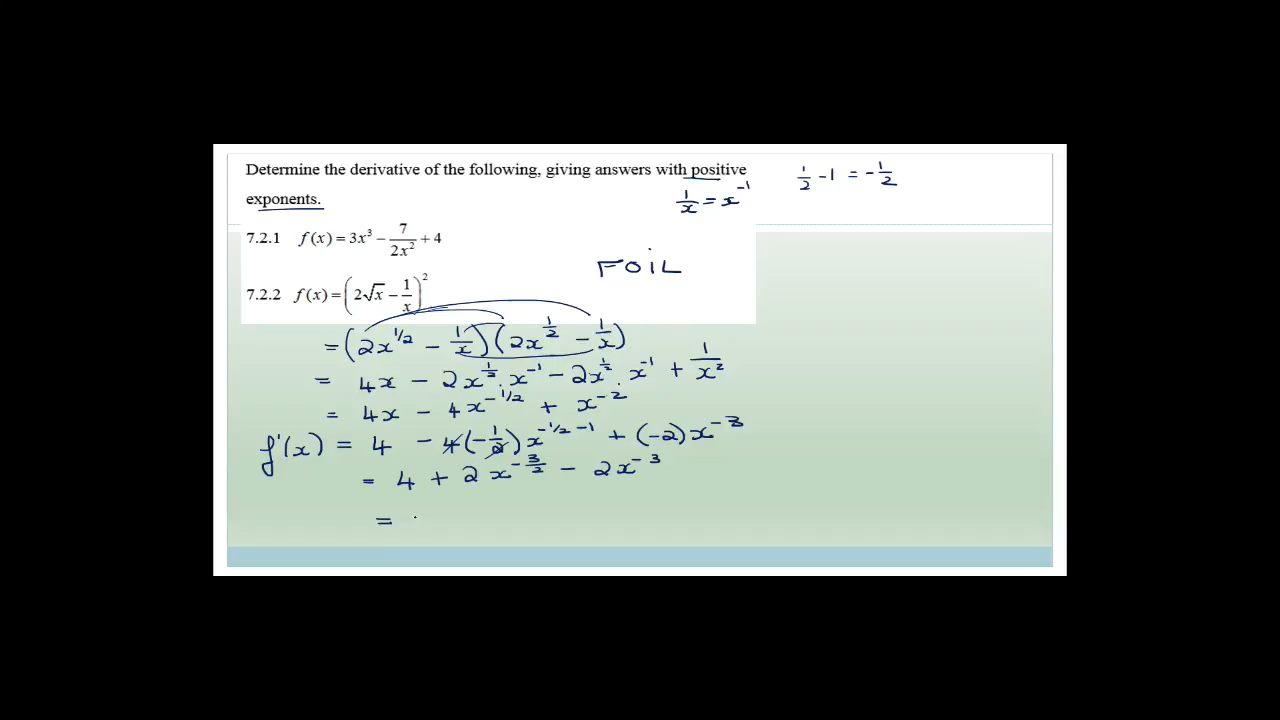 Determine the derivative of the following, giving answers with positive
exponents.
1/x = x^-1
1/2 - 1 = -1/2
7.2.1 f(x) = 3x^3 - 7/(2x^2) + 4
FOIL
7.2.2 f(x) = (2√x - 1/x)^2
= (2x^1/2 - 1/x)(2x^1/2 - 1/x)
= 4x - 2x^1/2 . x^-1 - 2x^1/2 . x^-1 + 1/x^2
= 4x - 4x^-1/2 + x^-2
f'(x) = 4 - 4(-1/2)x^-1/2 -1 + (-2)x^-3
= 4 + 2x^-3/2 - 2x^-3
=